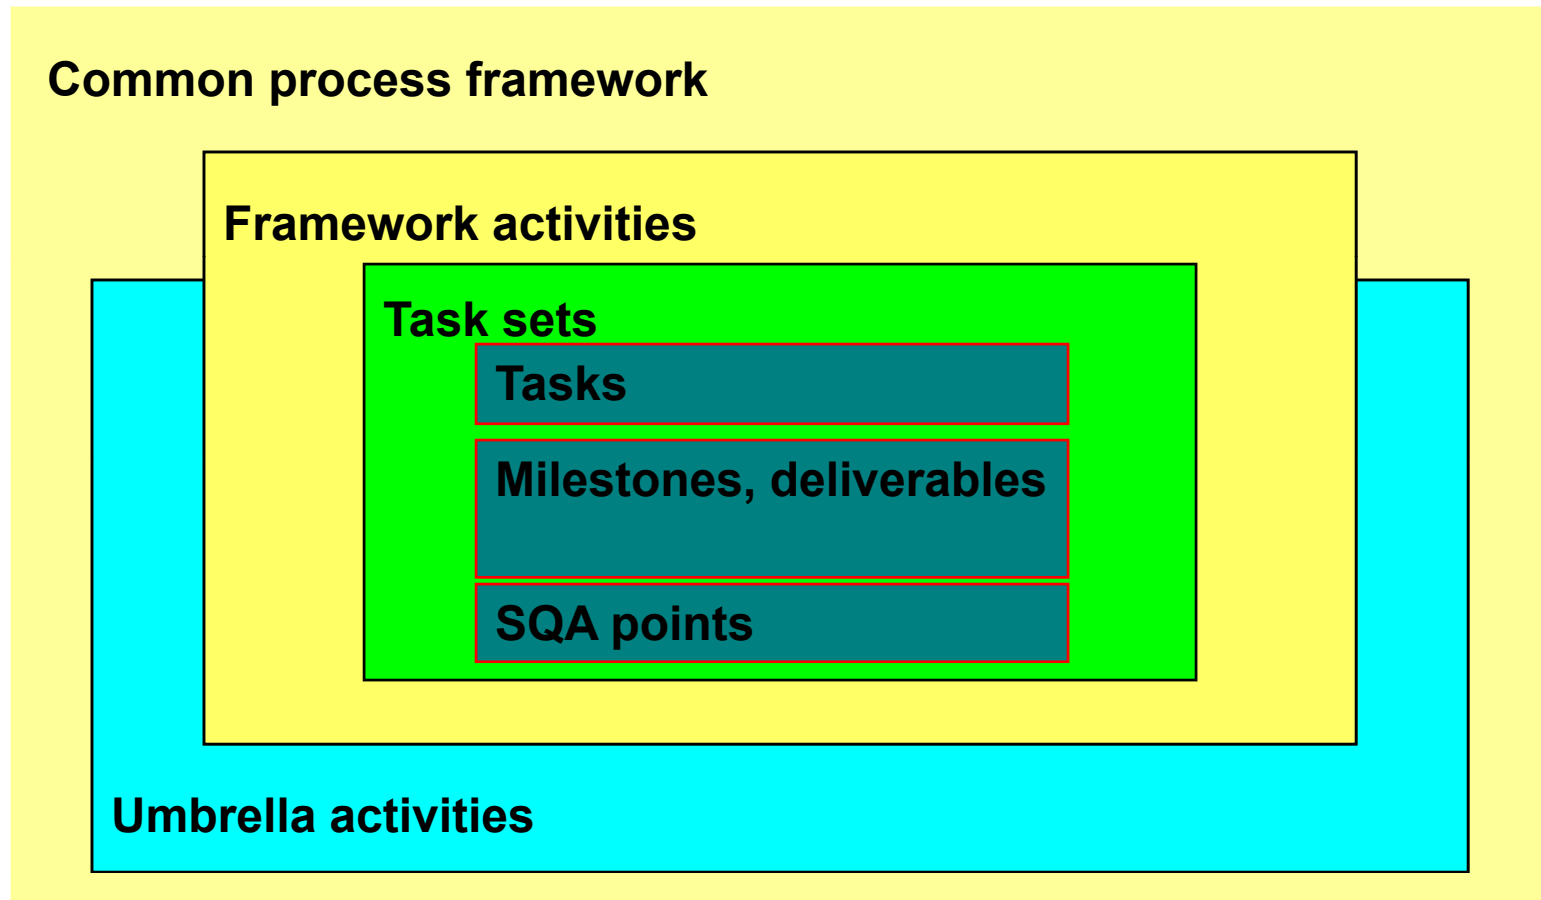 Common process framework
Framework activities
Task sets
Tasks
Milestones, deliverables
SQA points
Umbrella activities